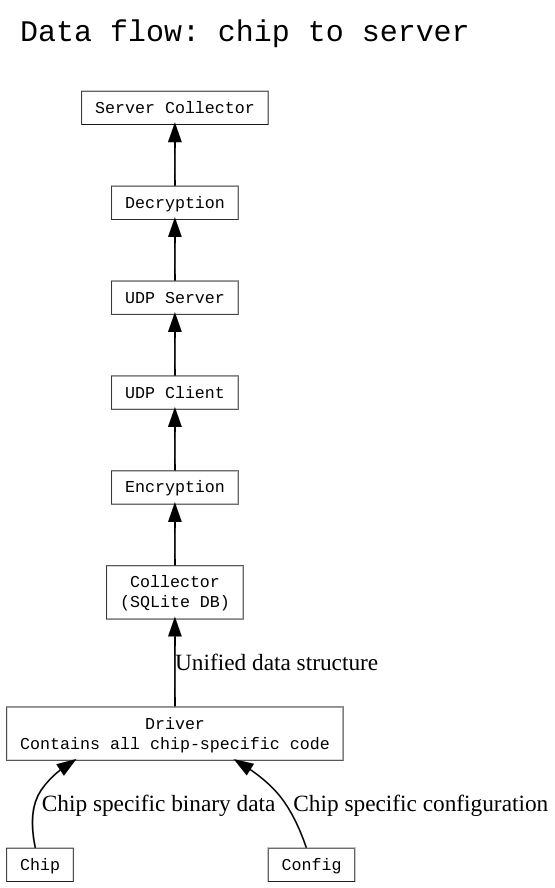 Data flow: chip to server
Server Collector
Decryption
UDP Server
UDP Client
Encryption
Collector
(SQLite DB)
Unified data structure
Driver
Contains all chip-specific code
Chip specific binary data
Chip specific configuration
Chip
Config